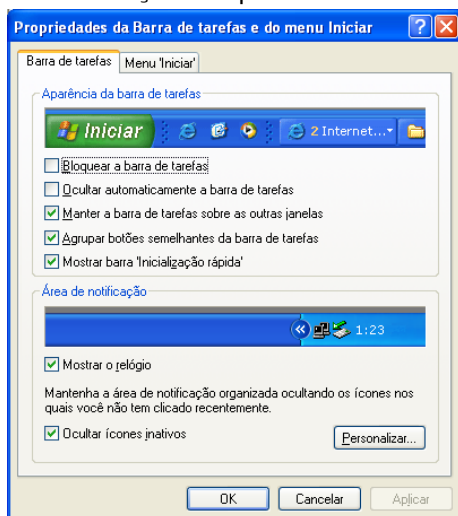 Propriedades da Barra de tarefas e do menu Iniciar
Barra de tarefas Menu 'Iniciar'
Aparência da barra de tarefas
Iniciar 2 Internet...
Bloquear a barra de tarefas
Ocultar automaticamente a barra de tarefas
Manter a barra de tarefas sobre as outras janelas
Agrupar botões semelhantes da barra de tarefas
Mostrar barra 'Inicialização rápida'
Área de notificação
1:23
Mostrar o relógio
Mantenha a área de notificação organizada ocultando os ícones nos
quais você não tem clicado recentemente.
Ocultar ícones inativos Personalizar...
OK Cancelar Aplicar